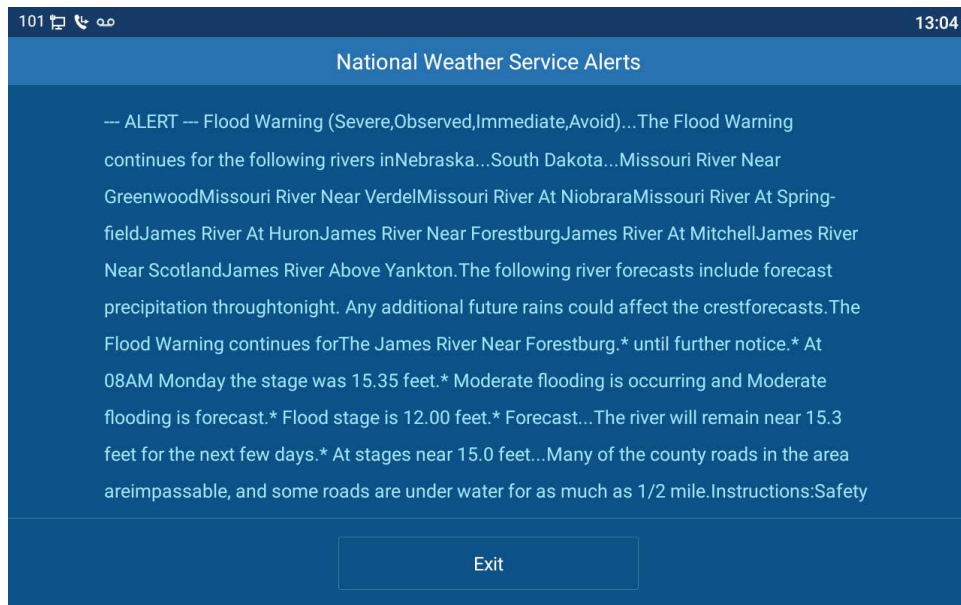 101
13:04
National Weather Service Alerts
--- ALERT --- Flood Warning (Severe,Observed,Immediate,Avoid)...The Flood Warning
continues for the following rivers inNebraska...South Dakota...Missouri River Near
GreenwoodMissouri River Near VerdelMissouri River At NiobraraMissouri River At Spring-
fieldJames River At HuronJames River Near ForestburgJames River At MitchellJames River
Near ScotlandJames River Above Yankton.The following river forecasts include forecast
precipitation throughtonight. Any additional future rains could affect the crestforecasts.The
Flood Warning continues forThe James River Near Forestburg.* until further notice.* At
08AM Monday the stage was 15.35 feet.* Moderate flooding is occurring and Moderate
flooding is forecast.* Flood stage is 12.00 feet.* Forecast...The river will remain near 15.3
feet for the next few days.* At stages near 15.0 feet...Many of the county roads in the area
areimpassable, and some roads are under water for as much as 1/2 mile.Instructions:Safety
Exit